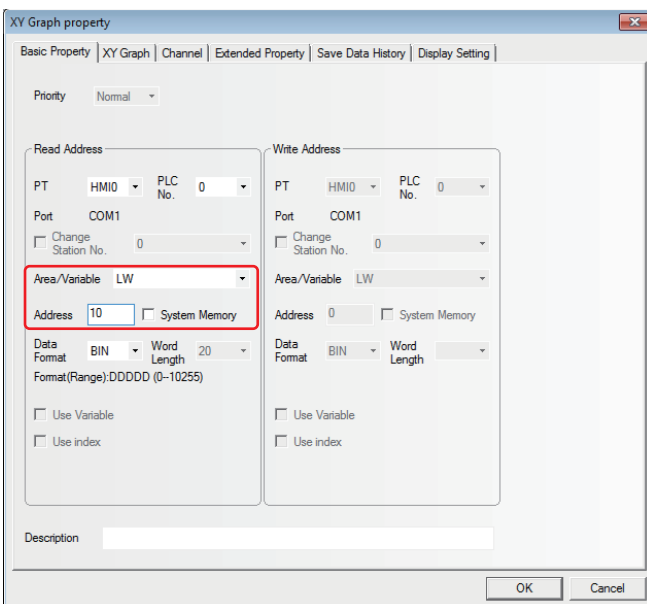 XY Graph property
Basic Property XY Graph Channel Extended Property Save Data History Display Setting
Priority Normal
Read Address
PT HMI0 PLC No. 0
Port COM1
Change Station No. 0
Area/Variable LW
Address 10 System Memory
Data Format BIN Word Length 20
Format(Range):DDDDD (0--10255)
Use Variable
Use index
Write Address
PT HMI0 PLC No. 0
Port COM1
Change Station No. 0
Area/Variable LW
Address 0 System Memory
Data Format BIN Word Length
Use Variable
Use index
Description
OK Cancel